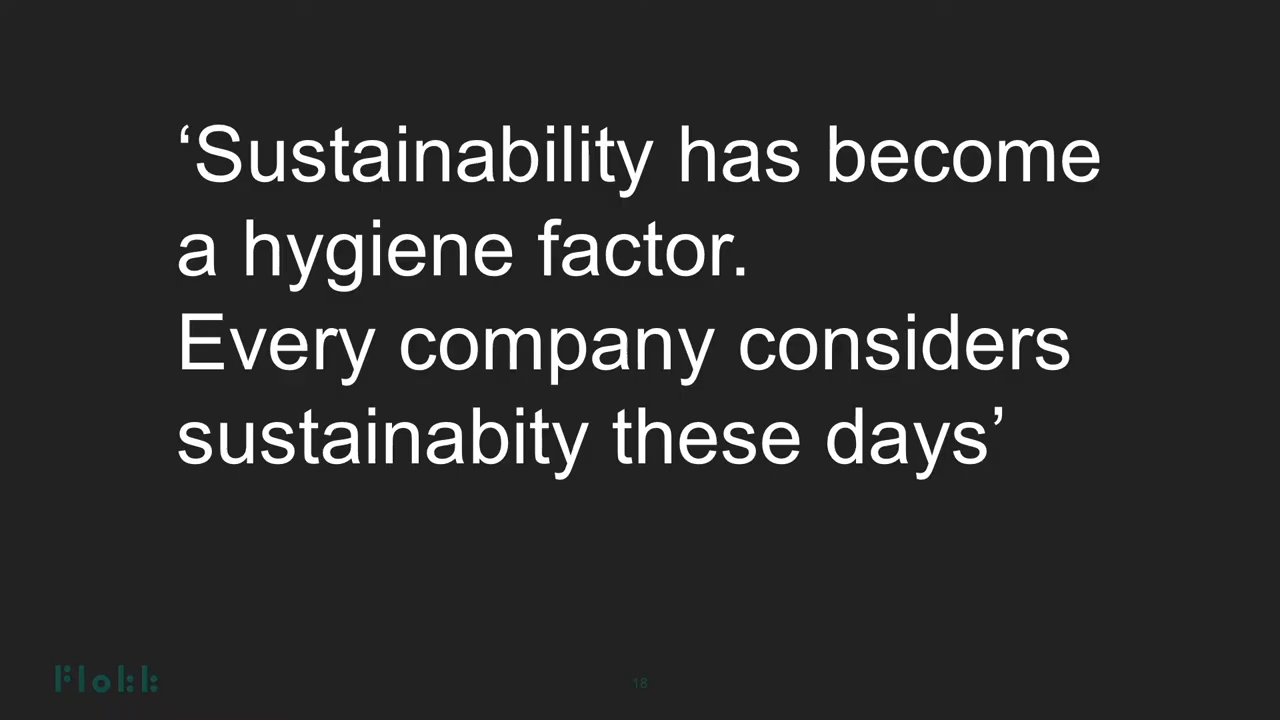 ‘Sustainability has become
a hygiene factor.
Every company considers
sustainabity these days’
Flokk
18